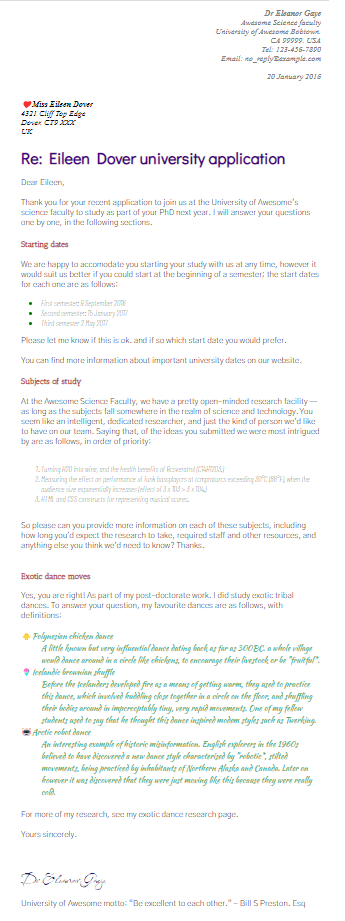 Dr Eleanor Gaye
Awesome Science faculty
University of Awesome Bobtown,
CA 99999, USA
Tel: 123-456-7890
Email: no_reply@example.com
20 January 2016
Miss Eileen Dover
4321 Cliff Top Edge
Dover, CT9 XXX
UK
Re: Eileen Dover university application
Dear Eileen,
Thank you for your recent application to join us at the University of Awesome's
science faculty to study as part of your PhD next year. I will answer your questions
one by one, in the following sections.
Starting dates
We are happy to accomodate you starting your study with us at any time, however it
would suit us better if you could start at the beginning of a semester; the start dates
for each one are as follows:
First semester: 9 September 2016
Second semester: 15 January 2017
Third semester: 2 May 2017
Please let me know if this is ok, and if so which start date you would prefer.
You can find more information about important university dates on our website.
Subjects of study
At the Awesome Science Faculty, we have a pretty open-minded research facility —
as long as the subjects fall somewhere in the realm of science and technology. You
seem like an intelligent, dedicated researcher, and just the kind of person we'd like
to have on our team. Saying that, of the ideas you submitted we were most intrigued
by are as follows, in order of priority:
1. Turning H2O into wine, and the health benefits of Resveratrol (C14H12O3.)
2. Measuring the effect on performance of funk bassplayers at temperatures exceeding 30°C (86°F), when the
audience size exponentially increases (effect of 3 x 103 > 3 x 104.)
3. HTML and CSS constructs for representing musical scores.
So please can you provide more information on each of these subjects, including
how long you'd expect the research to take, required staff and other resources, and
anything else you think we'd need to know? Thanks.
Exotic dance moves
Yes, you are right! As part of my post-doctorate work, I did study exotic tribal
dances. To answer your question, my favourite dances are as follows, with
definitions:
Polynesian chicken dance
A little known but very influential dance dating back as far as 300BC, a whole village
would dance around in a circle like chickens, to encourage their livestock or be "fruitful".
Icelandic brownian shuffle
Before the Icelanders developed fire as a means of getting warm, they used to practice
this dance, which involved huddling close together in a circle on the floor, and shuffling
their bodies around in imperceptably tiny, very rapid movements. One of my fellow
students used to say that he thought this dance inspired modern styles such as Twerking.
Arctic robot dance
An interesting example of historic misinformation, English explorers in the 1960s
believed to have discovered a new dance style characterised by "robotic", stilted
movements, being practiced by inhabitants of Northern Alaska and Canada. Later on
however it was discovered that they were just moving like this because they were really
cold.
For more of my research, see my exotic dance research page.
Yours sincerely,
Dr Eleanor Gaye
University of Awesome motto: "Be excellent to each other." – Bill S Preston, Esq